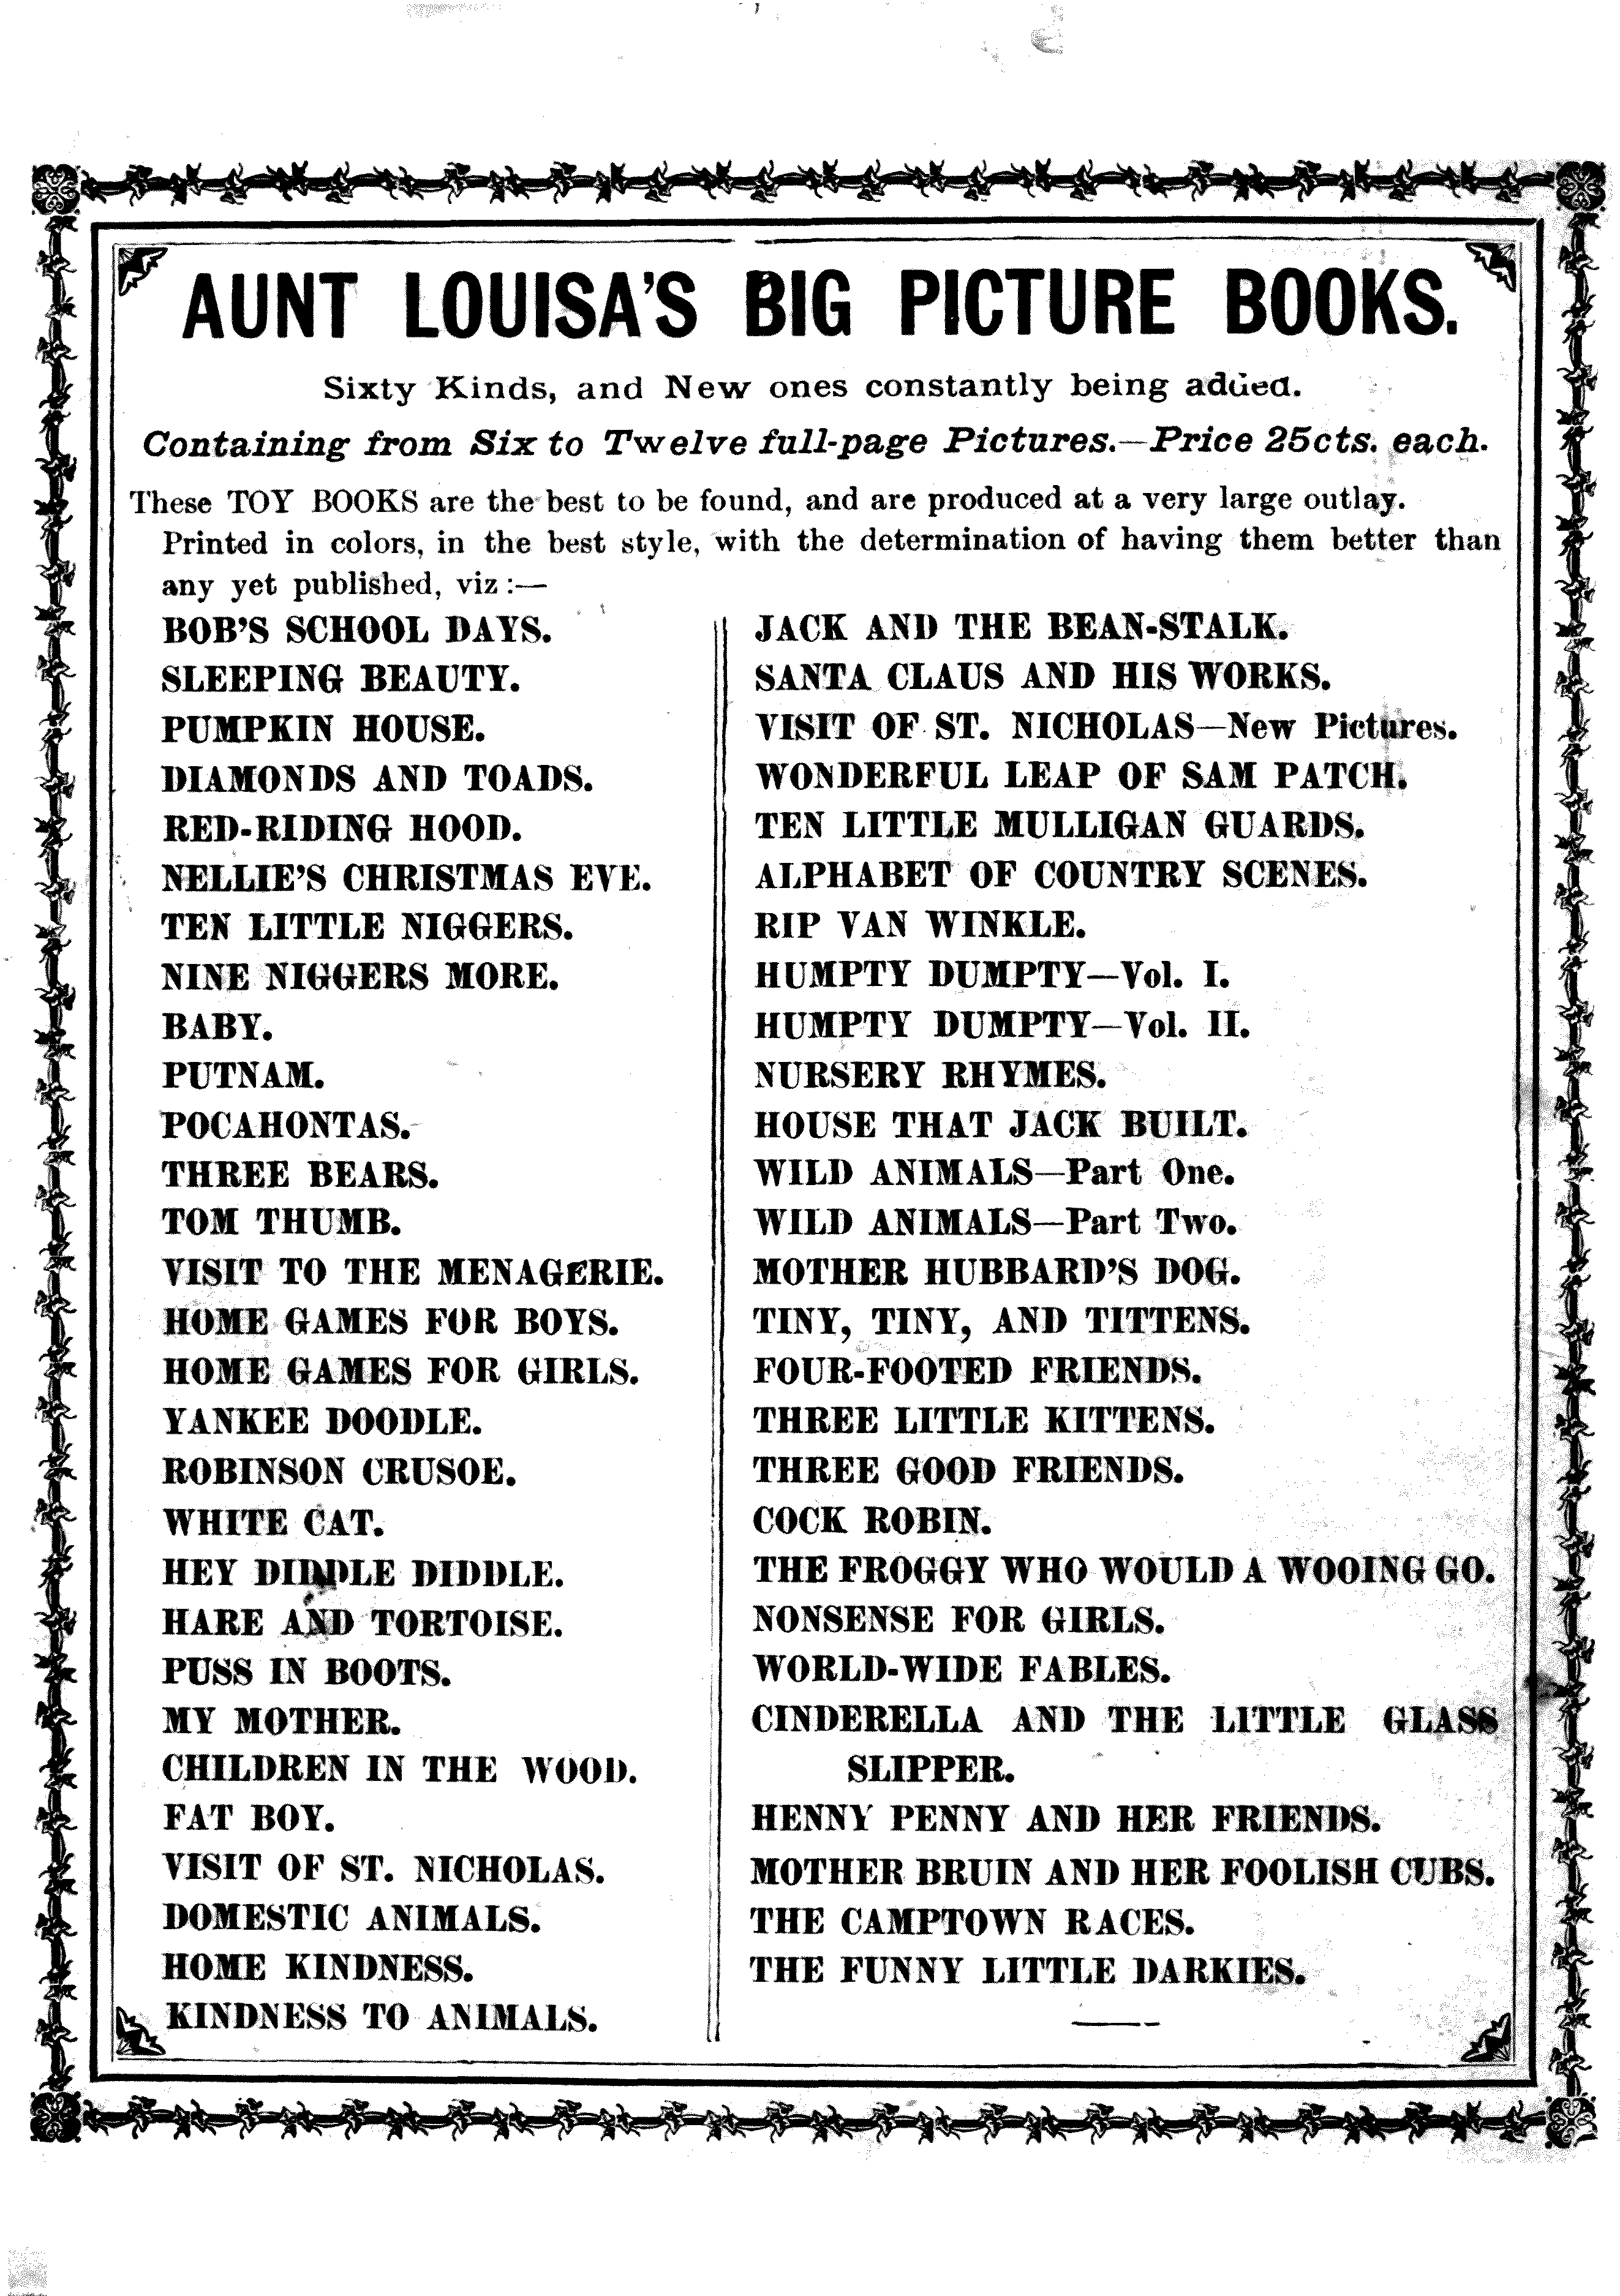 AUNT LOUISA'S BIG PICTURE BOOKS.
Sixty Kinds, and New ones constantly being added.
Containing from Six to Twelve full-page Pictures.—Price 25cts. each.
These TOY BOOKS are the best to be found, and are produced at a very large outlay.
Printed in colors, in the best style, with the determination of having them better than
any yet published, viz:—
BOB'S SCHOOL DAYS.
SLEEPING BEAUTY.
PUMPKIN HOUSE.
DIAMONDS AND TOADS.
RED-RIDING HOOD.
NELLIE'S CHRISTMAS EVE.
TEN LITTLE NIGGERS.
NINE NIGGERS MORE.
BABY.
PUTNAM.
POCAHONTAS.
THREE BEARS.
TOM THUMB.
VISIT TO THE MENAGERIE.
HOME GAMES FOR BOYS.
HOME GAMES FOR GIRLS.
YANKEE DOODLE.
ROBINSON CRUSOE.
WHITE CAT.
HEY DIDDLE DIDDLE.
HARE AND TORTOISE.
PUSS IN BOOTS.
MY MOTHER.
CHILDREN IN THE WOOD.
FAT BOY.
VISIT OF ST. NICHOLAS.
DOMESTIC ANIMALS.
HOME KINDNESS.
KINDNESS TO ANIMALS.
JACK AND THE BEAN-STALK.
SANTA CLAUS AND HIS WORKS.
VISIT OF ST. NICHOLAS—New Pictures.
WONDERFUL LEAP OF SAM PATCH.
TEN LITTLE MULLIGAN GUARDS.
ALPHABET OF COUNTRY SCENES.
RIP VAN WINKLE.
HUMPTY DUMPTY—Vol. I.
HUMPTY DUMPTY—Vol. II.
NURSERY RHYMES.
HOUSE THAT JACK BUILT.
WILD ANIMALS—Part One.
WILD ANIMALS—Part Two.
MOTHER HUBBARD'S DOG.
TINY, TINY, AND TITTENS.
FOUR-FOOTED FRIENDS.
THREE LITTLE KITTENS.
THREE GOOD FRIENDS.
COCK ROBIN.
THE FROGGY WHO WOULD A WOOING GO.
NONSENSE FOR GIRLS.
WORLD-WIDE FABLES.
CINDERELLA AND THE LITTLE GLASS
SLIPPER.
HENNY PENNY AND HER FRIENDS.
MOTHER BRUIN AND HER FOOLISH CUBS.
THE CAMPTOWN RACES.
THE FUNNY LITTLE DARKIES.